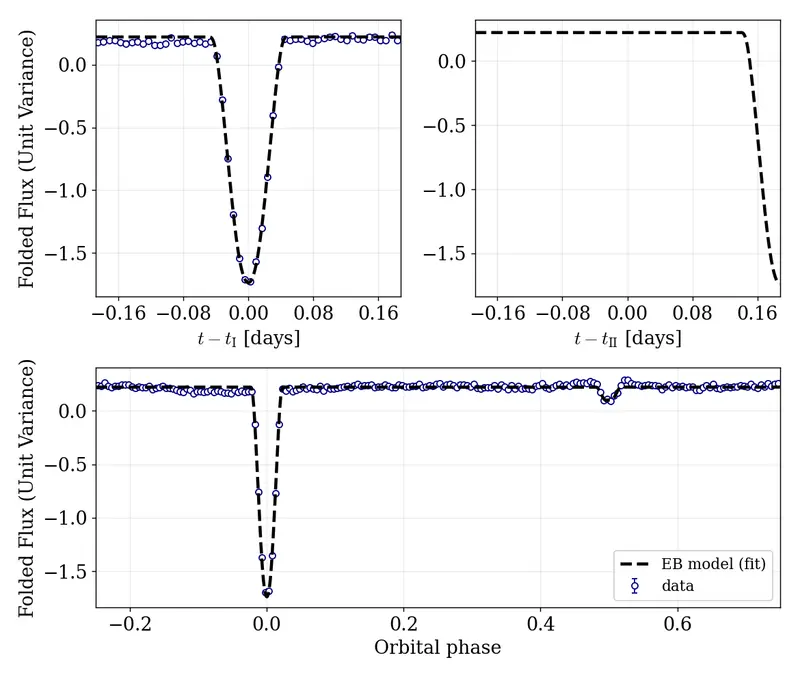 Folded Flux (Unit Variance)
0.0
−0.5
−1.0
−1.5
−0.16 −0.08 0.00 0.08 0.16
t − tI [days]
0.0
−0.5
−1.0
−1.5
−0.16 −0.08 0.00 0.08 0.16
t − tII [days]
Folded Flux (Unit Variance)
0.0
−0.5
−1.0
−1.5
EB model (fit)
data
−0.2 0.0 0.2 0.4 0.6
Orbital phase